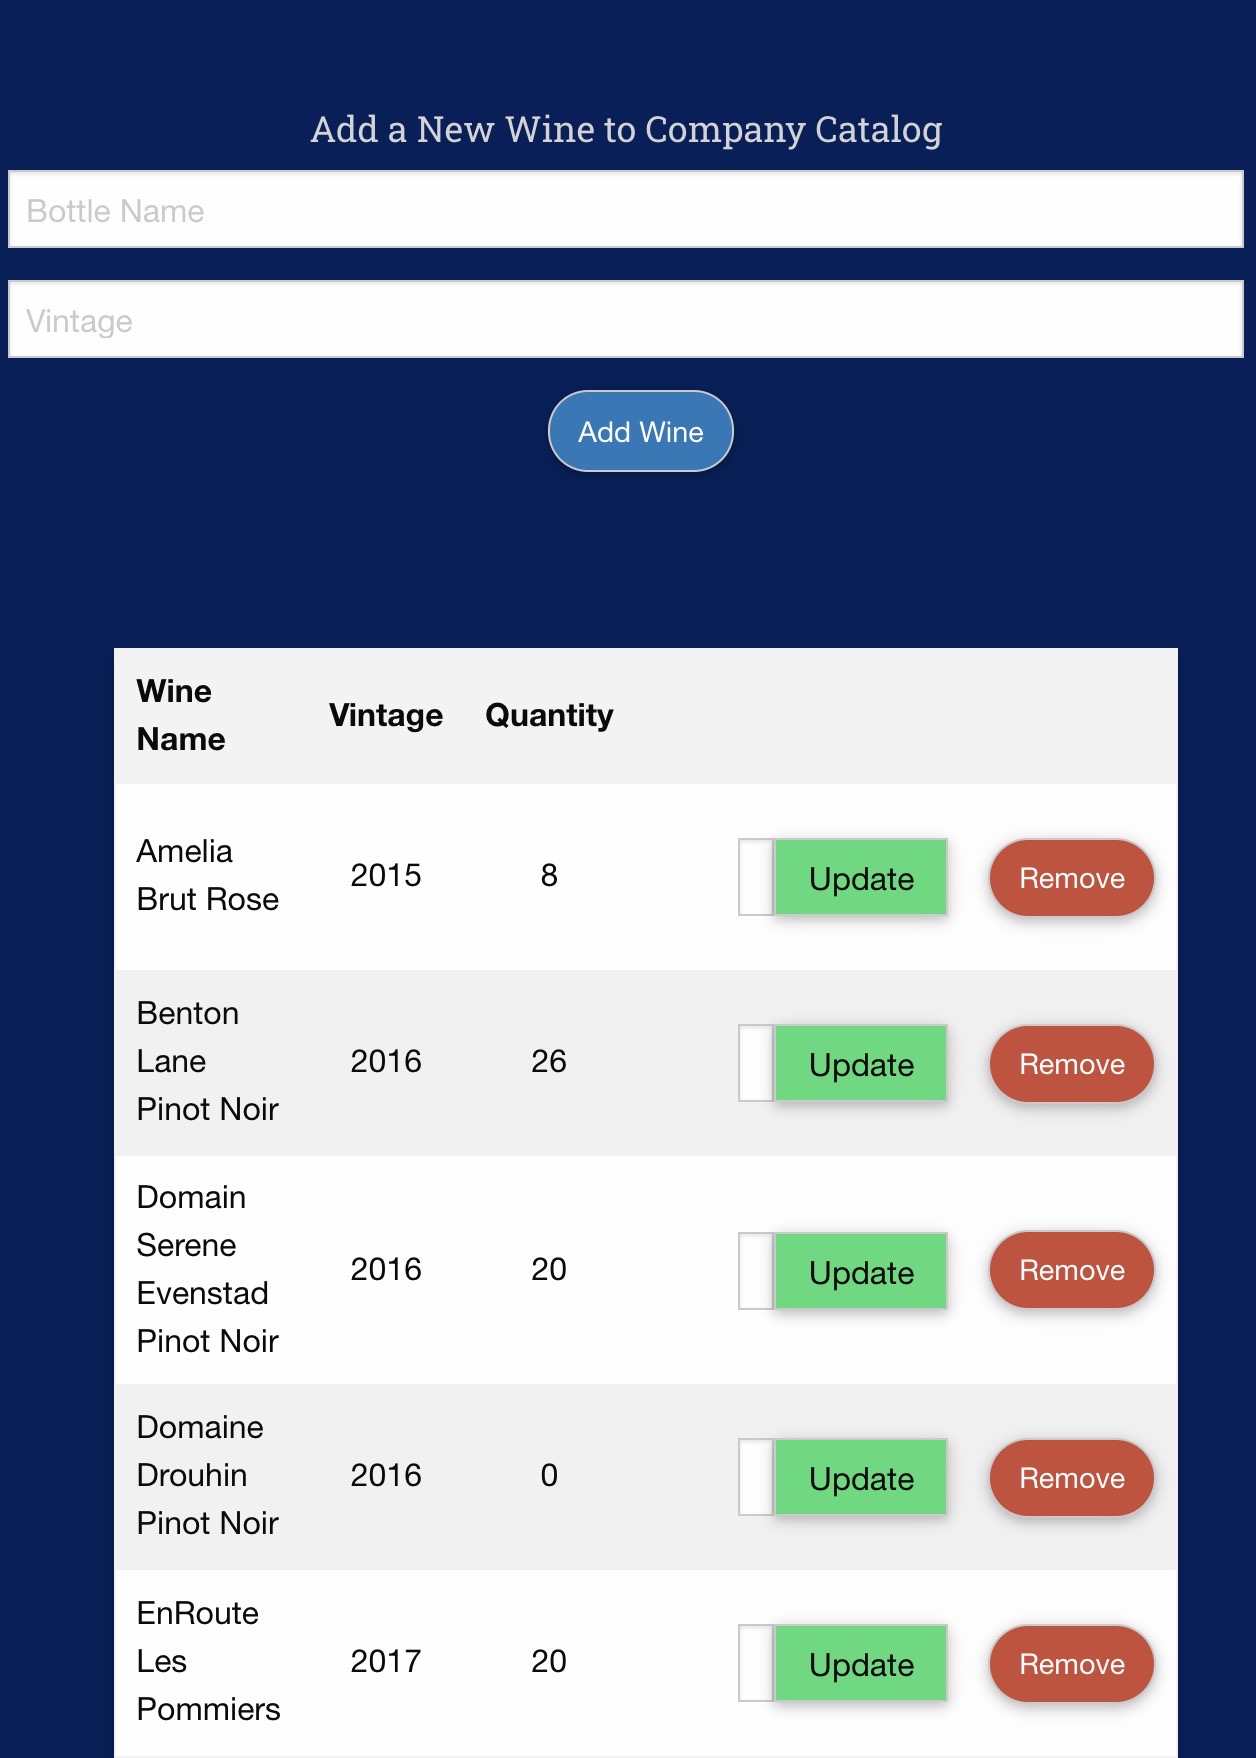 Add a New Wine to Company Catalog
Bottle Name
Vintage
Add Wine
Wine
Name
Vintage
Quantity
Amelia
Brut Rose
2015
8
Update
Remove
Benton
Lane
Pinot Noir
2016
26
Update
Remove
Domain
Serene
Evenstad
Pinot Noir
2016
20
Update
Remove
Domaine
Drouhin
Pinot Noir
2016
0
Update
Remove
EnRoute
Les
Pommiers
2017
20
Update
Remove